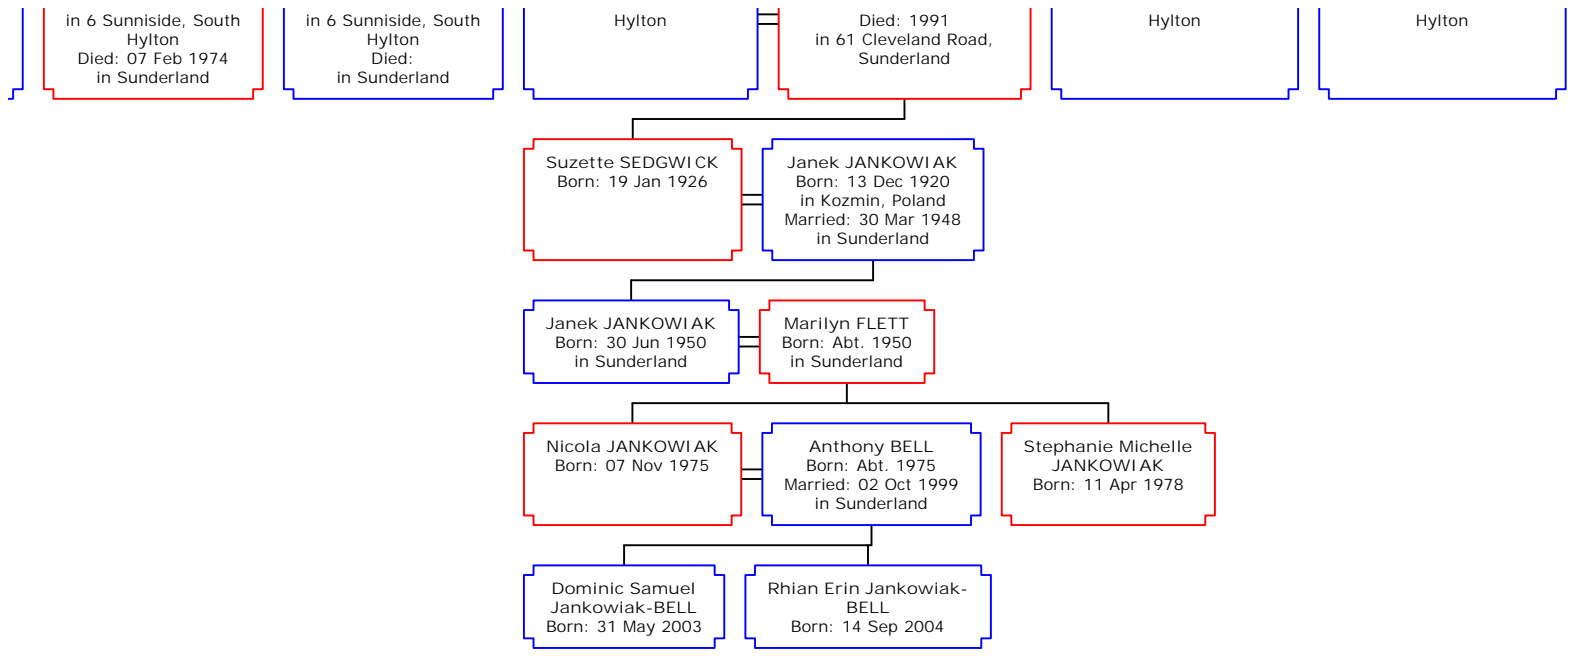 in 6 Sunniside, South
Hylton
Died: 07 Feb 1974
in Sunderland
in 6 Sunniside, South
Hylton
Died:
in Sunderland
Hylton
Died: 1991
in 61 Cleveland Road,
Sunderland
Hylton
Hylton
Suzette SEDGWICK
Born: 19 Jan 1926
Janek JANKOWIAK
Born: 13 Dec 1920
in Kozmin, Poland
Married: 30 Mar 1948
in Sunderland
Janek JANKOWIAK
Born: 30 Jun 1950
in Sunderland
Marilyn FLETT
Born: Abt. 1950
in Sunderland
Nicola JANKOWIAK
Born: 07 Nov 1975
Anthony BELL
Born: Abt. 1975
Married: 02 Oct 1999
in Sunderland
Stephanie Michelle
JANKOWIAK
Born: 11 Apr 1978
Dominic Samuel
Jankowiak-BELL
Born: 31 May 2003
Rhian Erin Jankowiak-
BELL
Born: 14 Sep 2004